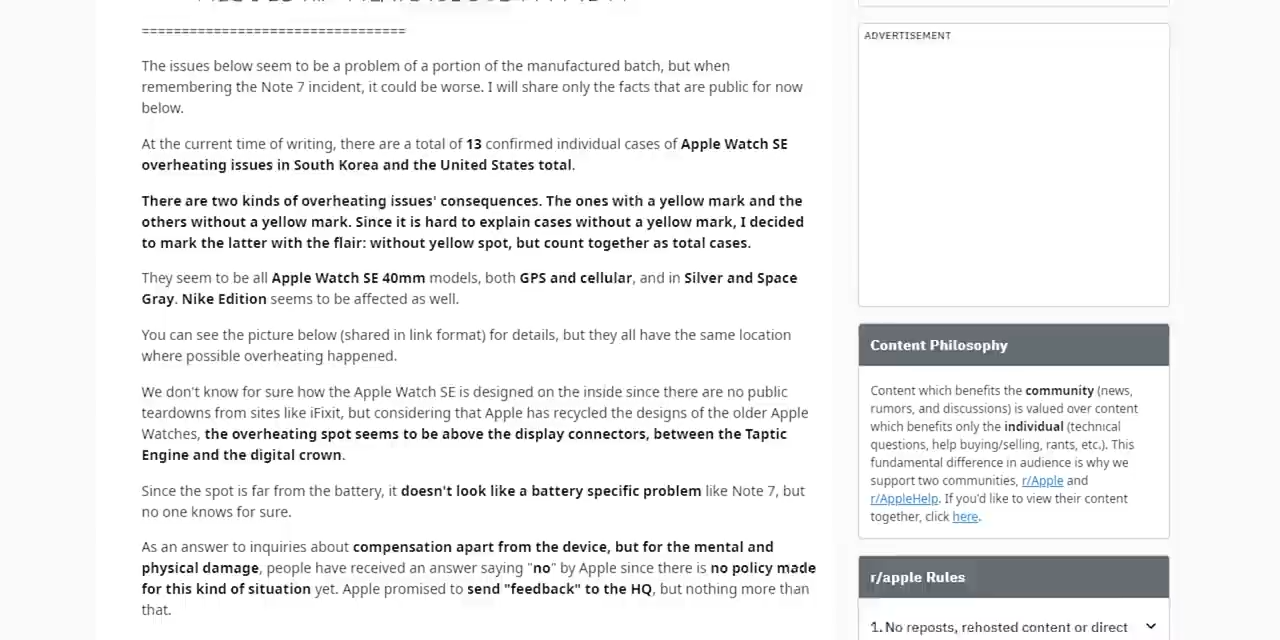 ================================
The issues below seem to be a problem of a portion of the manufactured batch, but when
remembering the Note 7 incident, it could be worse. I will share only the facts that are public for now
below.
At the current time of writing, there are a total of 13 confirmed individual cases of Apple Watch SE
overheating issues in South Korea and the United States total.
There are two kinds of overheating issues' consequences. The ones with a yellow mark and the
others without a yellow mark. Since it is hard to explain cases without a yellow mark, I decided
to mark the latter with the flair: without yellow spot, but count together as total cases.
They seem to be all Apple Watch SE 40mm models, both GPS and cellular, and in Silver and Space
Gray. Nike Edition seems to be affected as well.
You can see the picture below (shared in link format) for details, but they all have the same location
where possible overheating happened.
We don't know for sure how the Apple Watch SE is designed on the inside since there are no public
teardowns from sites like iFixit, but considering that Apple has recycled the designs of the older Apple
Watches, the overheating spot seems to be above the display connectors, between the Taptic
Engine and the digital crown.
Since the spot is far from the battery, it doesn't look like a battery specific problem like Note 7, but
no one knows for sure.
As an answer to inquiries about compensation apart from the device, but for the mental and
physical damage, people have received an answer saying "no" by Apple since there is no policy made
for this kind of situation yet. Apple promised to send "feedback" to the HQ, but nothing more than
that.
ADVERTISEMENT
Content Philosophy
Content which benefits the community (news,
rumors, and discussions) is valued over content
which benefits only the individual (technical
questions, help buying/selling, rants, etc.). This
fundamental difference in audience is why we
support two communities, r/Apple and
r/AppleHelp. If you'd like to view their content
together, click here.
r/apple Rules
1. No reposts, rehosted content or direct